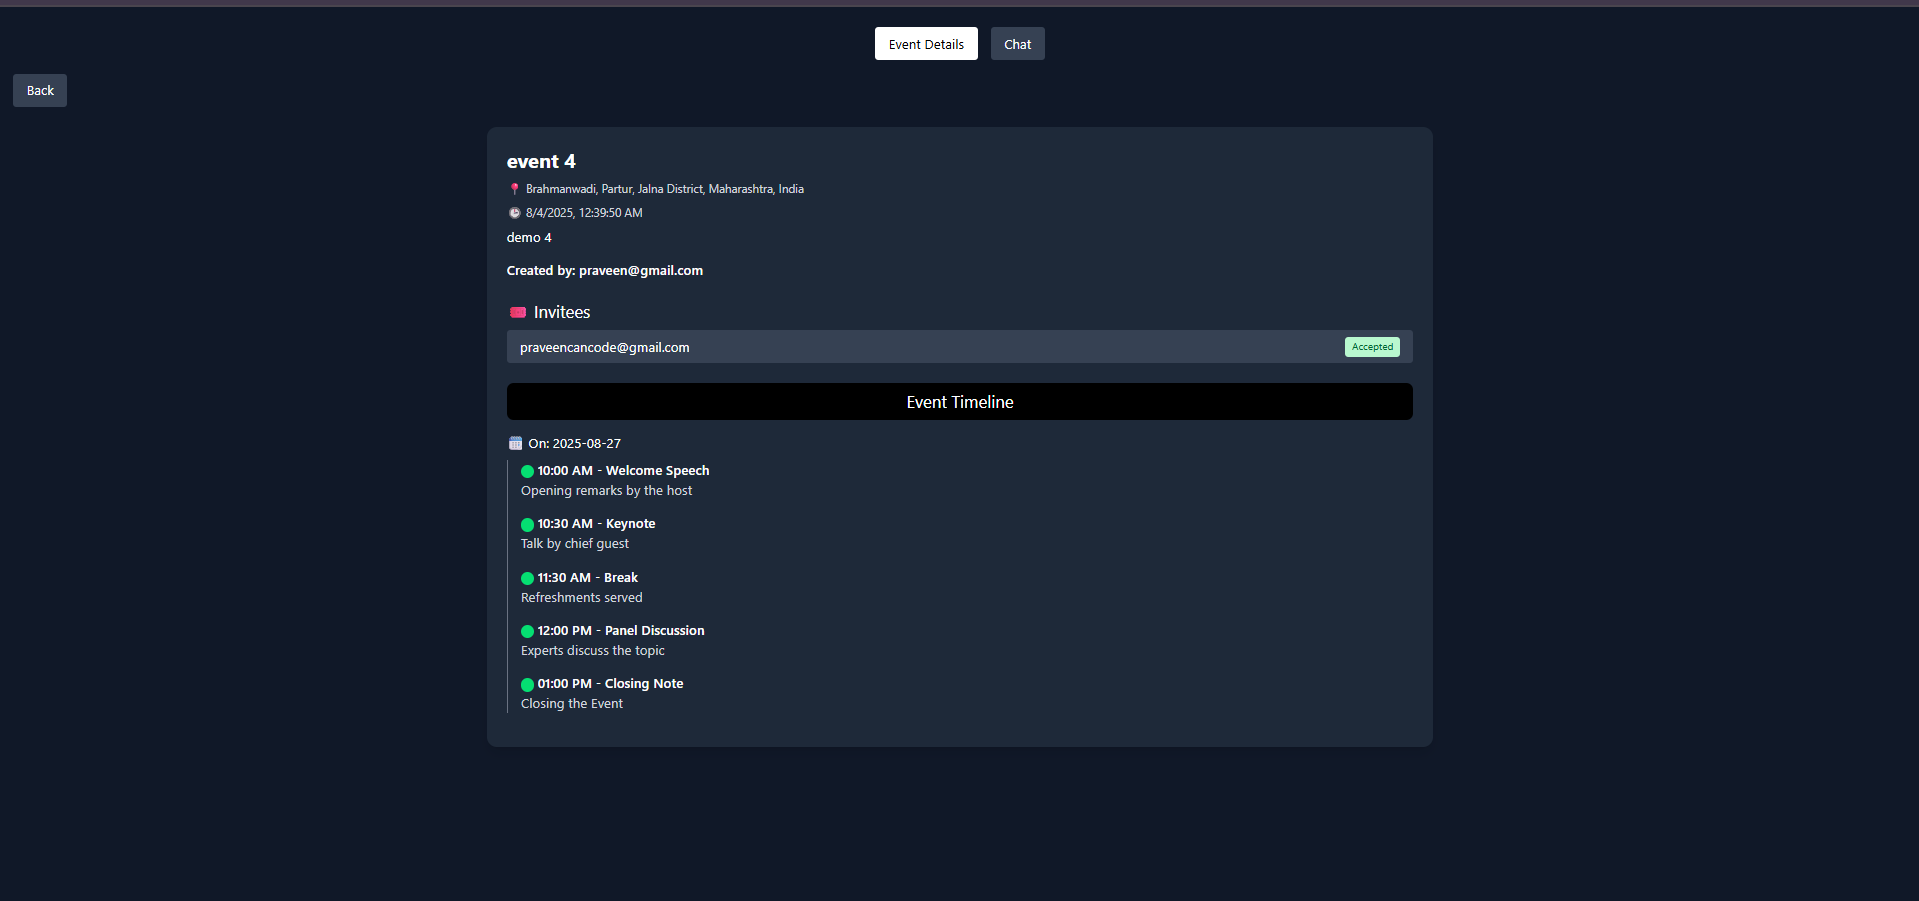 Event Details
Chat
Back
event 4
Brahmanwadi, Partur, Jalna District, Maharashtra, India
8/4/2025, 12:39:50 AM
demo 4
Created by: praveen@gmail.com
Invitees
praveencancode@gmail.com
Accepted
Event Timeline
On: 2025-08-27
10:00 AM - Welcome Speech
Opening remarks by the host
10:30 AM - Keynote
Talk by chief guest
11:30 AM - Break
Refreshments served
12:00 PM - Panel Discussion
Experts discuss the topic
01:00 PM - Closing Note
Closing the Event